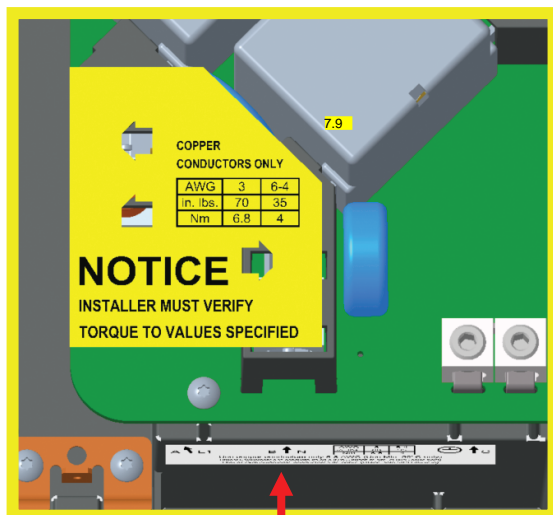 7.9
COPPER
CONDUCTORS ONLY
AWG 3 6-4
in. lbs. 70 35
Nm 6.8 4
NOTICE
INSTALLER MUST VERIFY
TORQUE TO VALUES SPECIFIED
A L1 B N